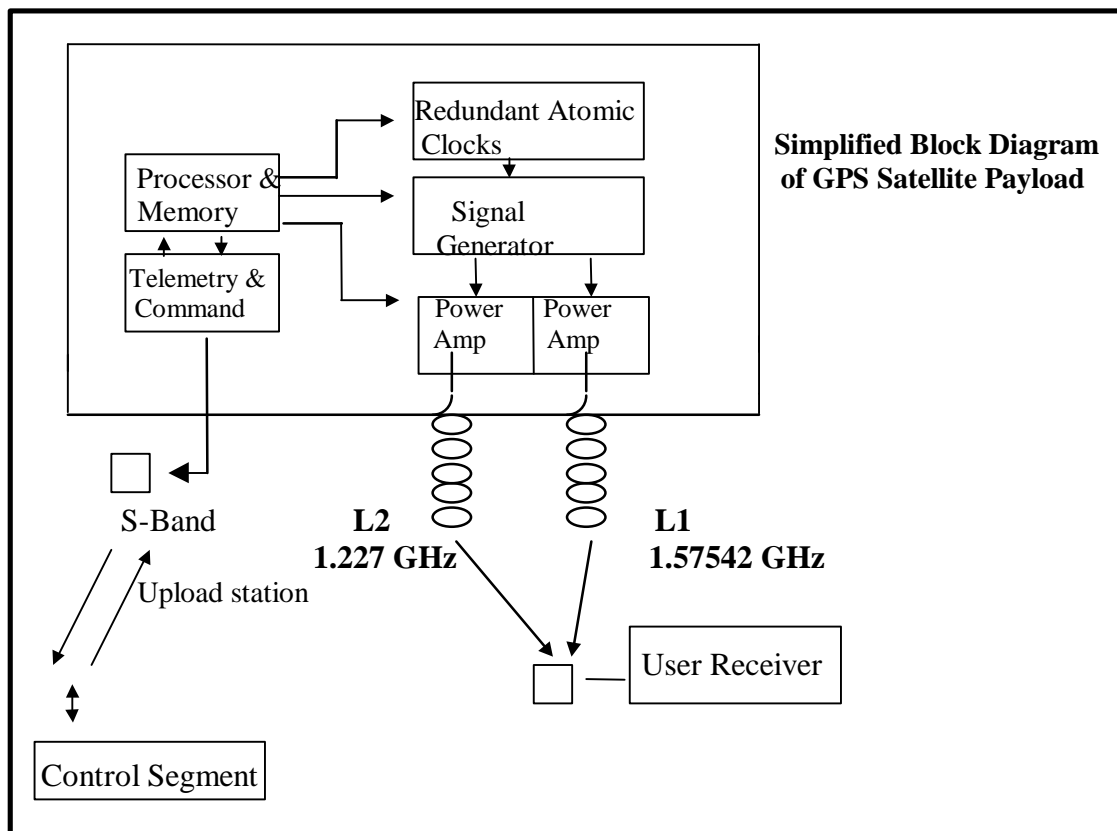 Redundant Atomic
Clocks
Simplified Block Diagram
of GPS Satellite Payload
Processor &
Memory
Signal
Generator
Telemetry &
Command
Power
Amp
Power
Amp
S-Band
L2
1.227 GHz
L1
1.57542 GHz
Upload station
User Receiver
Control Segment